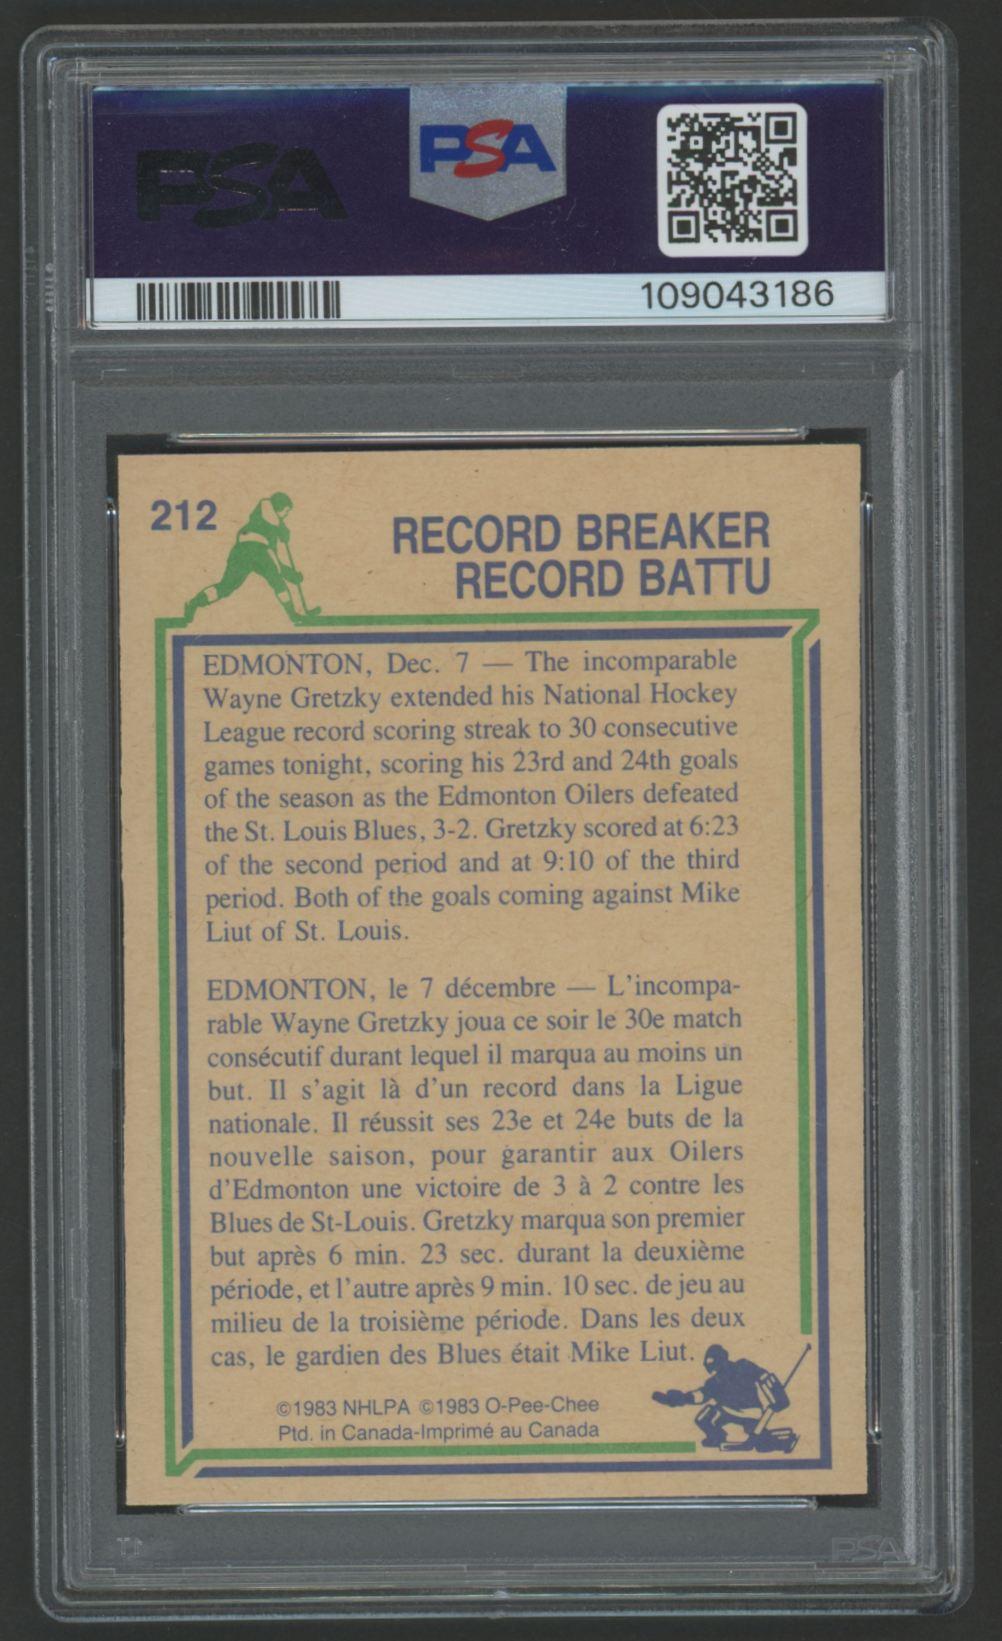 PSA
PSA
109043186
212
RECORD BREAKER
RECORD BATTU
EDMONTON, Dec. 7 — The incomparable
Wayne Gretzky extended his National Hockey
League record scoring streak to 30 consecutive
games tonight, scoring his 23rd and 24th goals
of the season as the Edmonton Oilers defeated
the St. Louis Blues, 3-2. Gretzky scored at 6:23
of the second period and at 9:10 of the third
period. Both of the goals coming against Mike
Liut of St. Louis.
EDMONTON, le 7 décembre — L'incompa-
rable Wayne Gretzky joua ce soir le 30e match
consécutif durant lequel il marqua au moins un
but. Il s'agit là d'un record dans la Ligue
nationale. Il réussit ses 23e et 24e buts de la
nouvelle saison, pour garantir aux Oilers
d'Edmonton une victoire de 3 à 2 contre les
Blues de St-Louis. Gretzky marqua son premier
but après 6 min. 23 sec. durant la deuxième
période, et l'autre après 9 min. 10 sec. de jeu au
milieu de la troisième période. Dans les deux
cas, le gardien des Blues était Mike Liut.
©1983 NHLPA ©1983 O-Pee-Chee
Ptd. in Canada-Imprimé au Canada
PSA